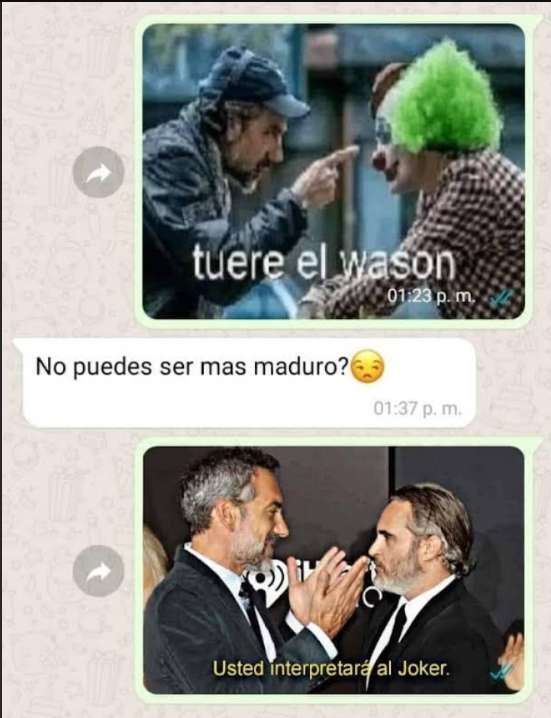 tuere el wason
01:23 p. m.
No puedes ser mas maduro?😒
01:37 p. m.
Usted interpretará al Joker.